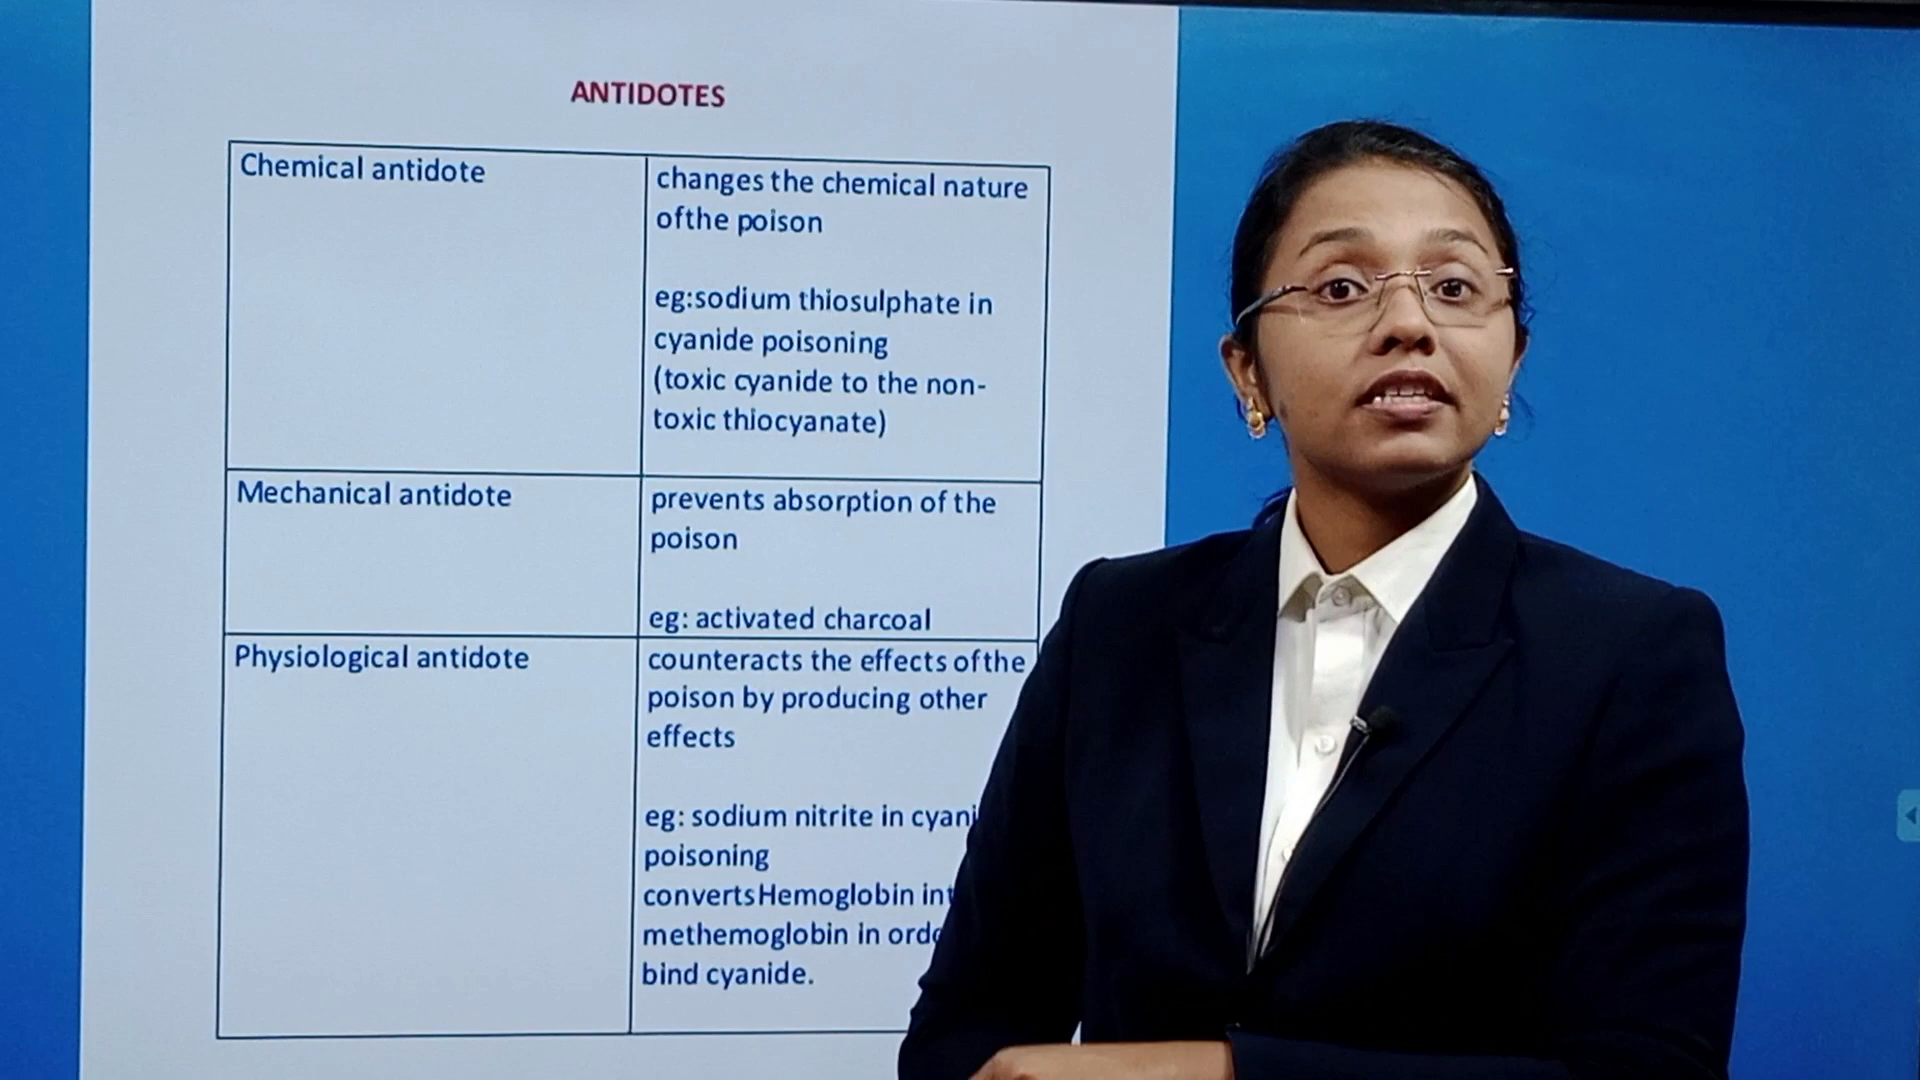 ANTIDOTES
Chemical antidote
changes the chemical nature
ofthe poison
eg:sodium thiosulphate in
cyanide poisoning
(toxic cyanide to the non-
toxic thiocyanate)
Mechanical antidote
prevents absorption of the
poison
eg: activated charcoal
Physiological antidote
counteracts the effects ofthe
poison by producing other
effects
eg: sodium nitrite in
poisoning
convertsHemoglobin
methemoglobin in
bind cyanide.